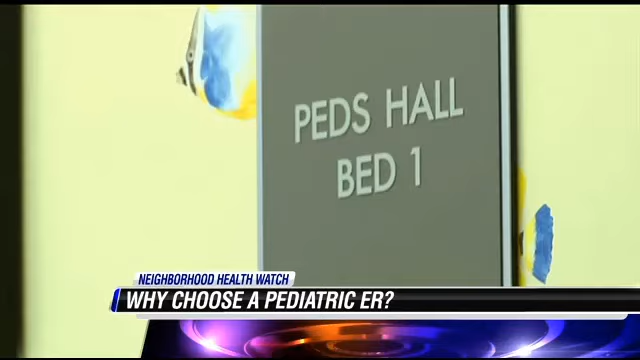 PEDS HALL
BED 1
NEIGHBORHOOD HEALTH WATCH
WHY CHOOSE A PEDIATRIC ER?